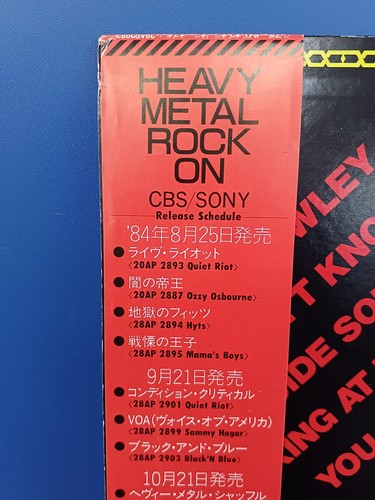 HEAVY
METAL
ROCK
ON
CBS/SONY
Release Schedule
'84年8月25日発売
●ライヴ・ライオット
〈20AP 2893 Quiet Riot〉
●闇の帝王
〈20AP 2887 Ozzy Osbourne〉
●地獄のフィッツ
〈28AP 2894 Hyts〉
●戦慄の王子
〈28AP 2895 Mama's Boys〉
9月21日発売
●コンディション・クリティカル
〈28AP 2901 Quiet Riot〉
●VOA(ヴォイス・オブ・アメリカ)
〈28AP 2899 Sammy Hagar〉
●ブラック・アンド・ブルー
〈28AP 2903 Black'N Blue〉
10月21日発売
●ヘヴィー・メタル・シャッフル
WLEY
T KNO
IDE SO
ING AT
YOU